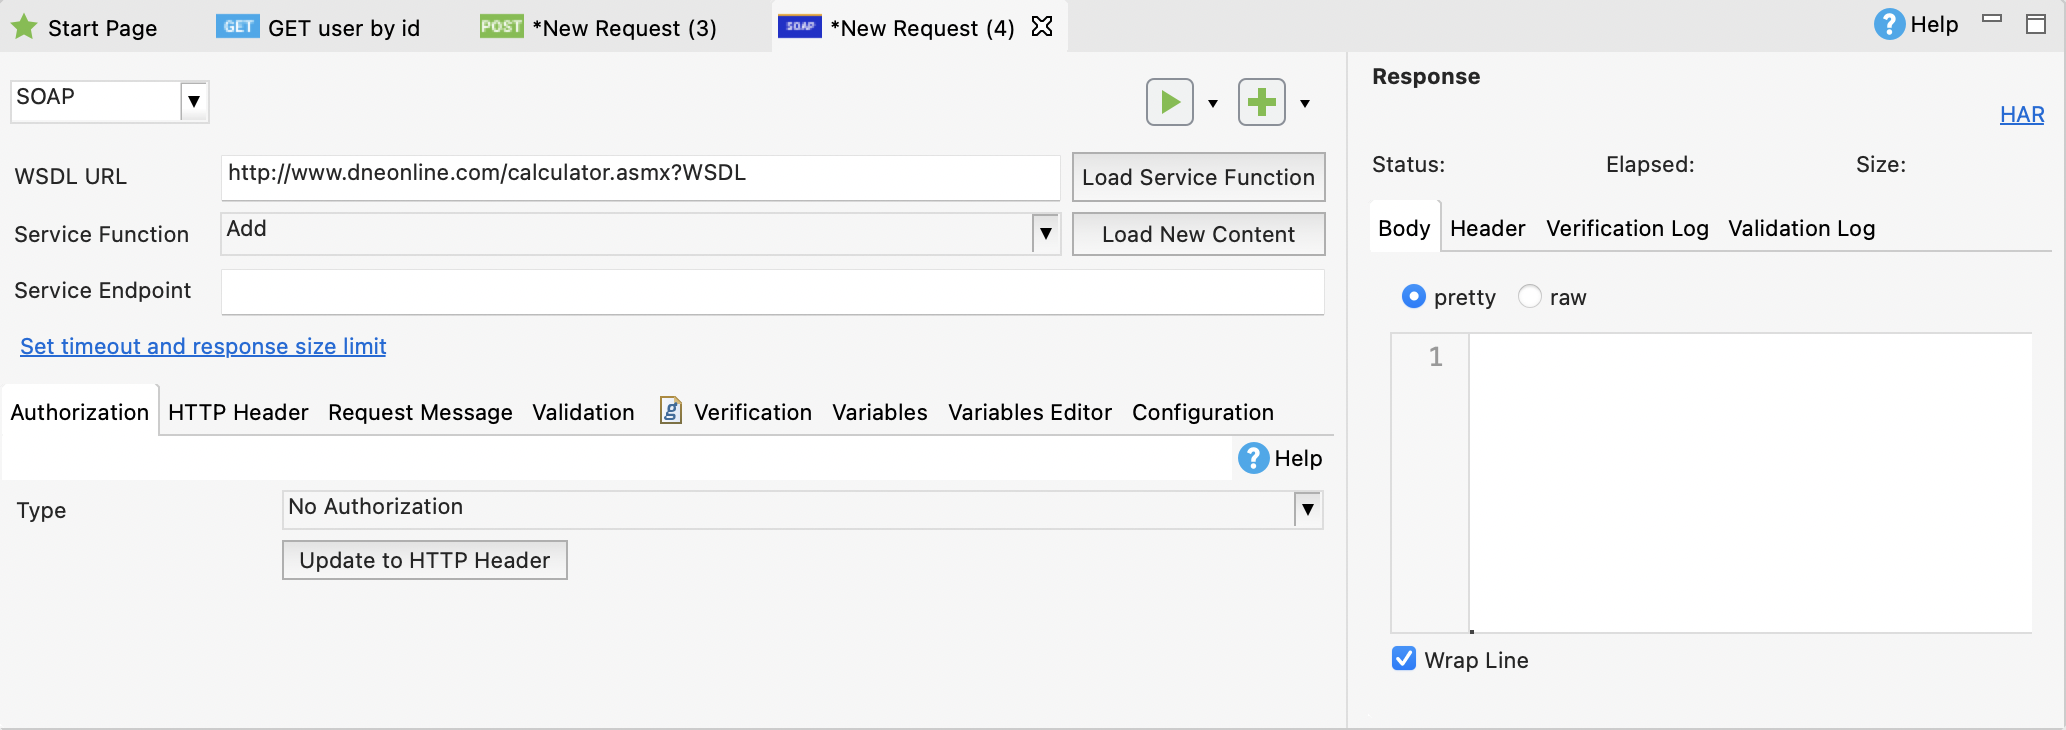 Start Page GET GET user by id POST *New Request (3) SOAP *New Request (4) ? Help
SOAP
Response
HAR
WSDL URL http://www.dneonline.com/calculator.asmx?WSDL Load Service Function
Status: Elapsed: Size:
Service Function Add Load New Content
Body Header Verification Log Validation Log
Service Endpoint
pretty raw
Set timeout and response size limit
1
Authorization HTTP Header Request Message Validation g Verification Variables Variables Editor Configuration
? Help
Type No Authorization
Update to HTTP Header
Wrap Line